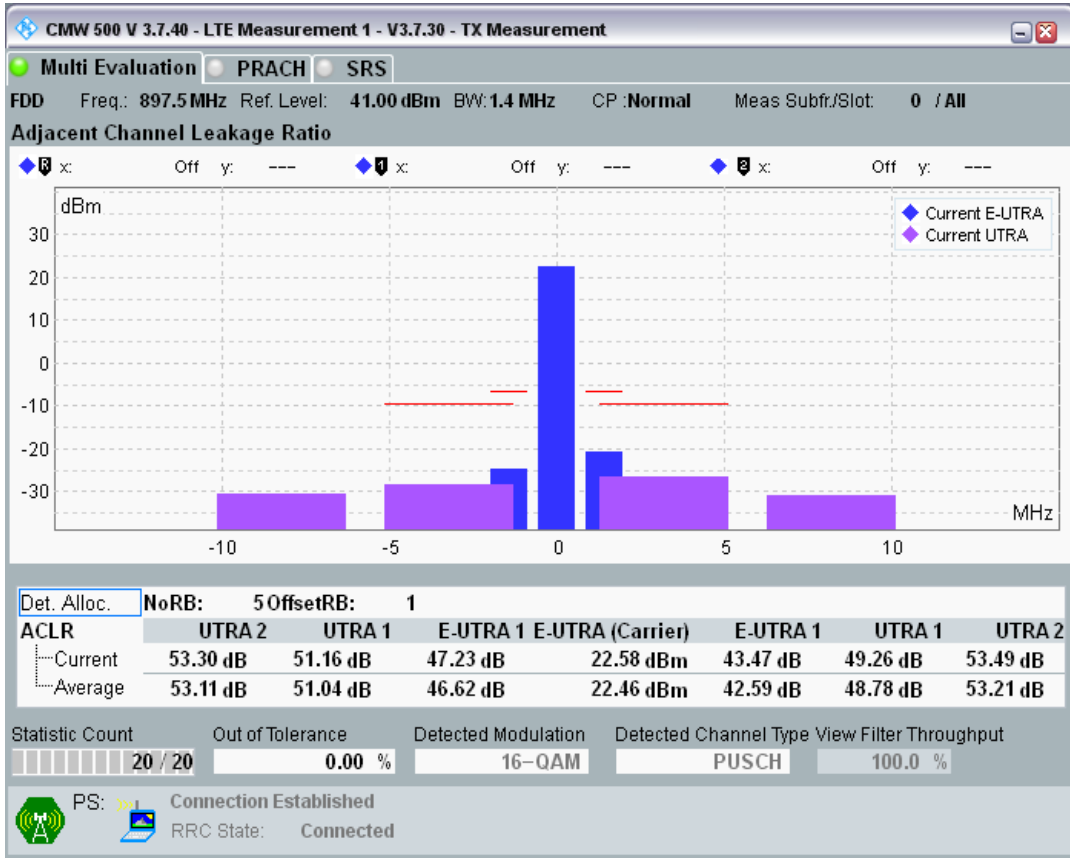 CMW 500 V 3.7.40 - LTE Measurement 1 - V3.7.30 - TX Measurement
Multi Evaluation PRACH SRS
FDD Freq.: 897.5 MHz Ref. Level: 41.00 dBm BW: 1.4 MHz CP :Normal Meas Subfr./Slot: 0 / All
Adjacent Channel Leakage Ratio
R x: Off y: --- 1 x: Off y: --- 2 x: Off y: ---
dBm
Current E-UTRA
Current UTRA
30
20
10
0
-10
-20
-30
MHz
-10 -5 0 5 10
Det. Alloc. NoRB: 5 OffsetRB: 1
ACLR UTRA 2 UTRA 1 E-UTRA 1 E-UTRA (Carrier) E-UTRA 1 UTRA 1 UTRA 2
Current 53.30 dB 51.16 dB 47.23 dB 22.58 dBm 43.47 dB 49.26 dB 53.49 dB
Average 53.11 dB 51.04 dB 46.62 dB 22.46 dBm 42.59 dB 48.78 dB 53.21 dB
Statistic Count Out of Tolerance Detected Modulation Detected Channel Type View Filter Throughput
20 / 20 0.00 % 16-QAM PUSCH 100.0 %
PS: Connection Established
RRC State: Connected